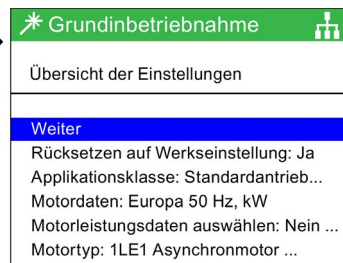 Grundinbetriebnahme
Übersicht der Einstellungen
Weiter
Rücksetzen auf Werkseinstellung: Ja
Applikationsklasse: Standardantrieb...
Motordaten: Europa 50 Hz, kW
Motorleistungsdaten auswählen: Nein ...
Motortyp: 1LE1 Asynchronmotor ...